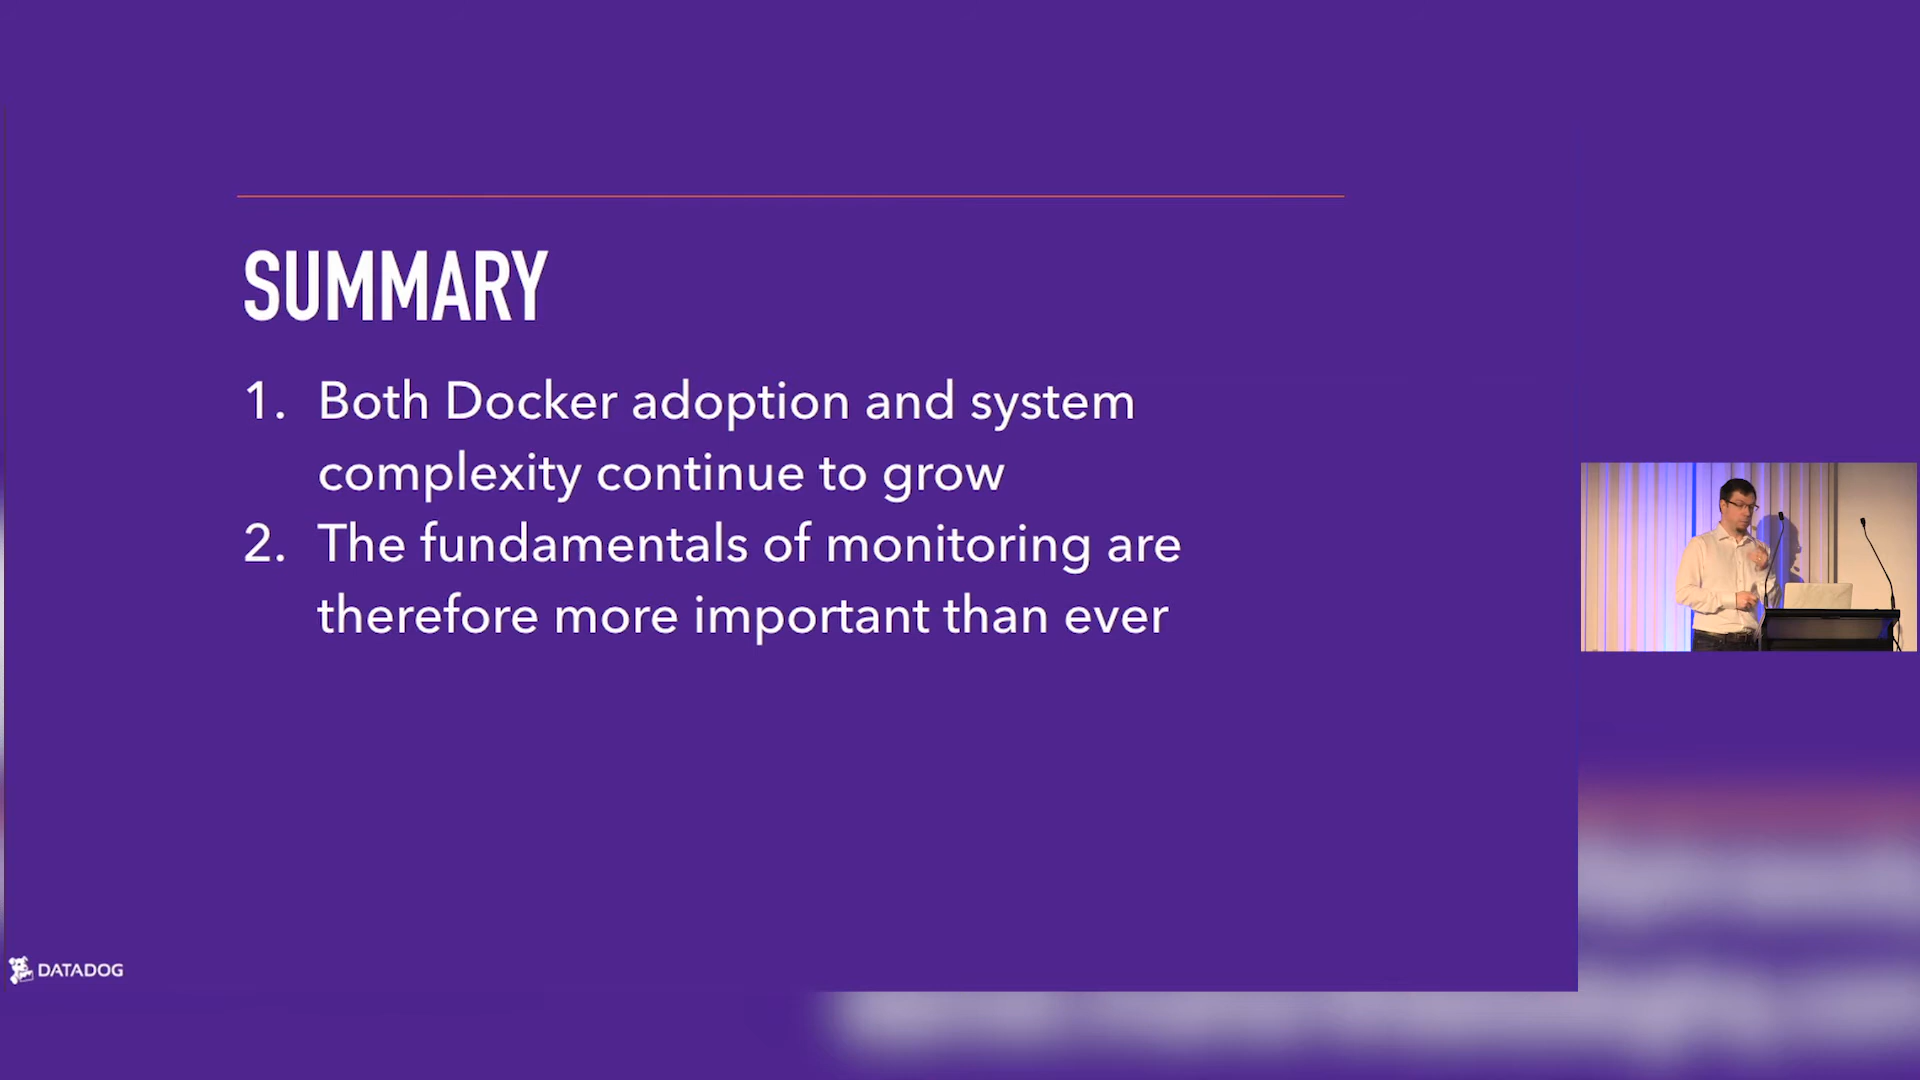 SUMMARY
1. Both Docker adoption and system
complexity continue to grow
2. The fundamentals of monitoring are
therefore more important than ever
DATADOG